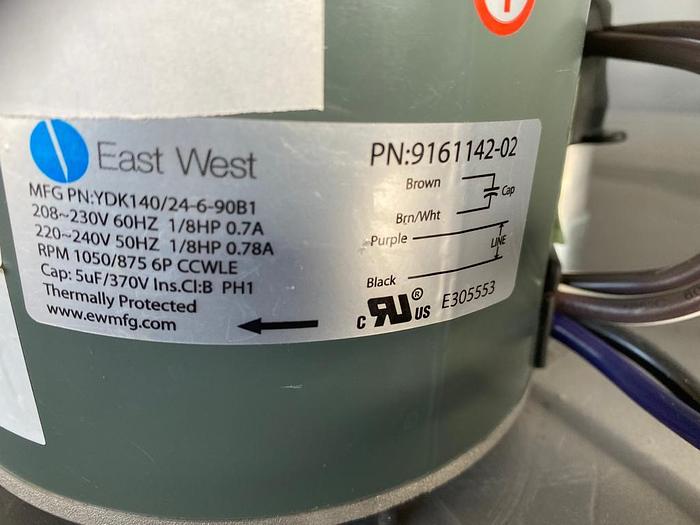 East West
MFG PN:YDK140/24-6-90B1
208~230V 60HZ 1/8HP 0.7A
220~240V 50HZ 1/8HP 0.78A
RPM 1050/875 6P CCWLE
Cap: 5uF/370V Ins.Cl:B PH1
Thermally Protected
www.ewmfg.com
PN:9161142-02
Brown
Cap
Brn/Wht
Purple
LINE
Black
C RU ® US E305553